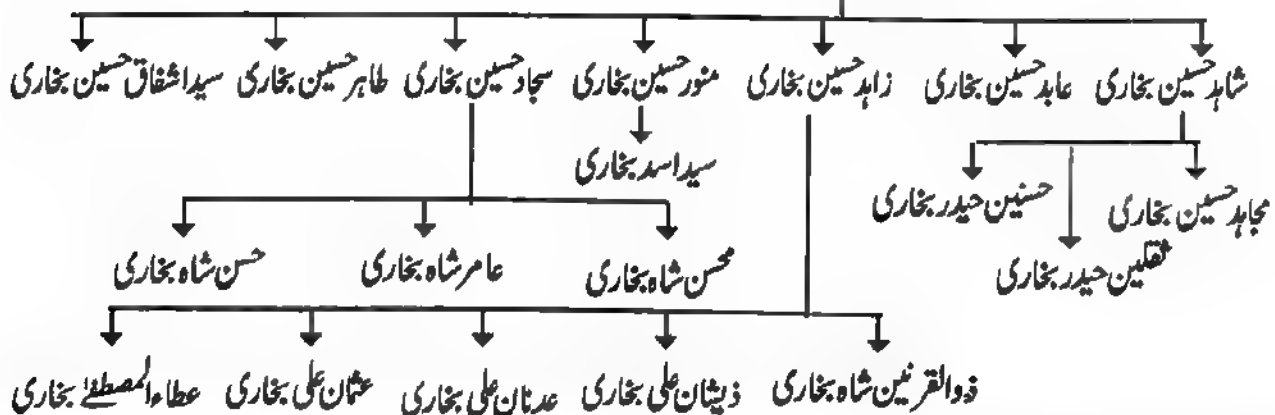 شاہد حسین بخاری عابد حسین بخاری زاہد حسین بخاری منور حسین بخاری سجاد حسین بخاری طاہر حسین بخاری سید اشفاق حسین بخاری
سید اسد بخاری
مجاہد حسین بخاری حسنین حیدر بخاری
ثقلین حیدر بخاری
محسن شاہ بخاری عامر شاہ بخاری حسن شاہ بخاری
ذوالقرنین شاہ بخاری ذیشان علی بخاری عدنان علی بخاری عثمان علی بخاری عطاء المصطفےٰ بخاری